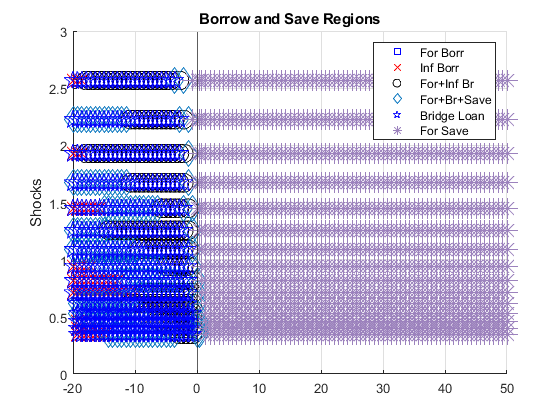 Borrow and Save Regions
3
2.5
2
1.5
1
0.5
0
Shocks
For Borr
Inf Borr
For+Inf Br
For+Br+Save
Bridge Loan
For Save
-20
-10
0
10
20
30
40
50